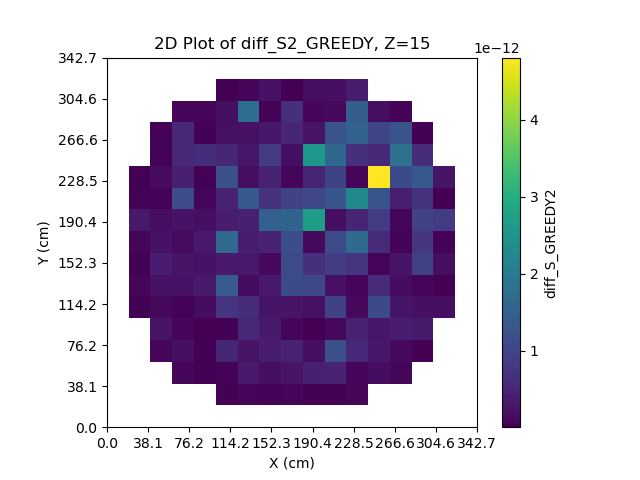 2D Plot of diff_S2_GREEDY, Z=15
1e−12
342.7
304.6
266.6
228.5
190.4
152.3
114.2
76.2
38.1
0.0
Y (cm)
0.0 38.1 76.2 114.2 152.3 190.4 228.5 266.6 304.6 342.7
X (cm)
4
3
2
1
diff_S_GREEDY2